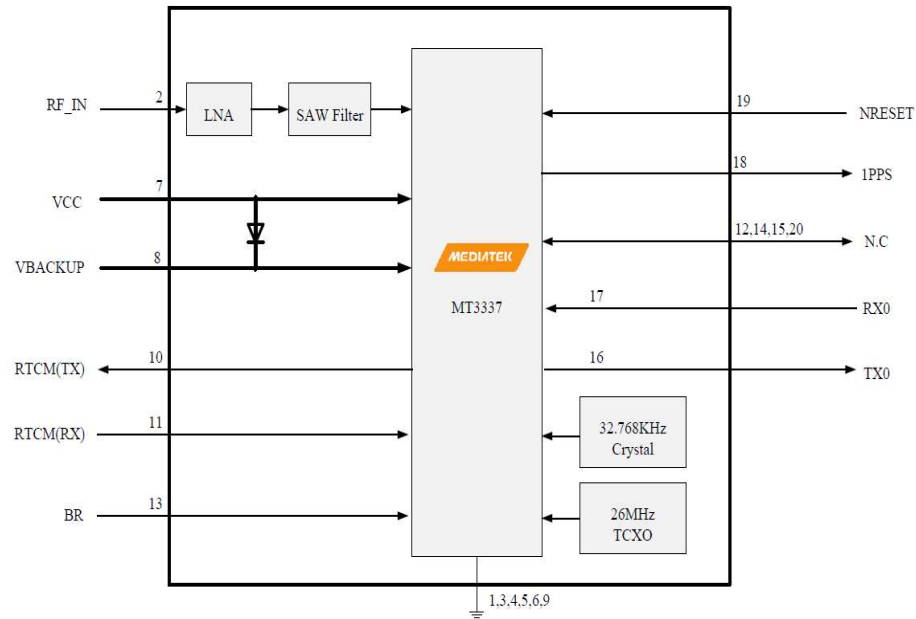 RF_IN
2
LNA
SAW Filter
19
NRESET
18
1PPS
VCC
7
12,14,15,20
N.C
VBACKUP
8
MEDIATEK
MT3337
17
RX0
RTCM(TX)
10
16
TX0
RTCM(RX)
11
32.768KHz
Crystal
BR
13
26MHz
TCXO
1,3,4,5,6,9